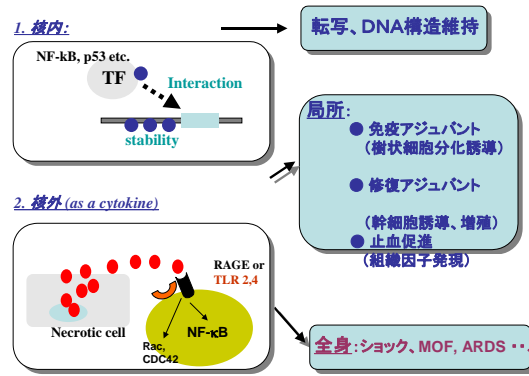 1. 核内:
転写、DNA構造維持
NF-kB, p53 etc.
TF
Interaction
stability
局所:
● 免疫アジュバント
(樹状細胞分化誘導)
● 修復アジュバント
(幹細胞誘導、増殖)
● 止血促進
(組織因子発現)
2. 核外 (as a cytokine)
RAGE or
TLR 2,4
Necrotic cell
NF-κB
Rac,
CDC42
全身:ショック、MOF, ARDS ・・.